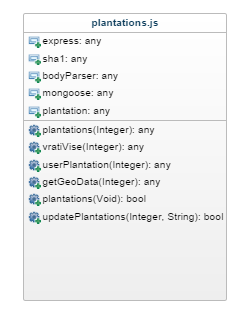 plantations.js
express: any
sha1: any
bodyParser: any
mongoose: any
plantation: any
plantations(Integer): any
vratiVise(Integer): any
userPlantation(Integer): any
getGeoData(Integer): any
plantations(Void): bool
updatePlantations(Integer, String): bool